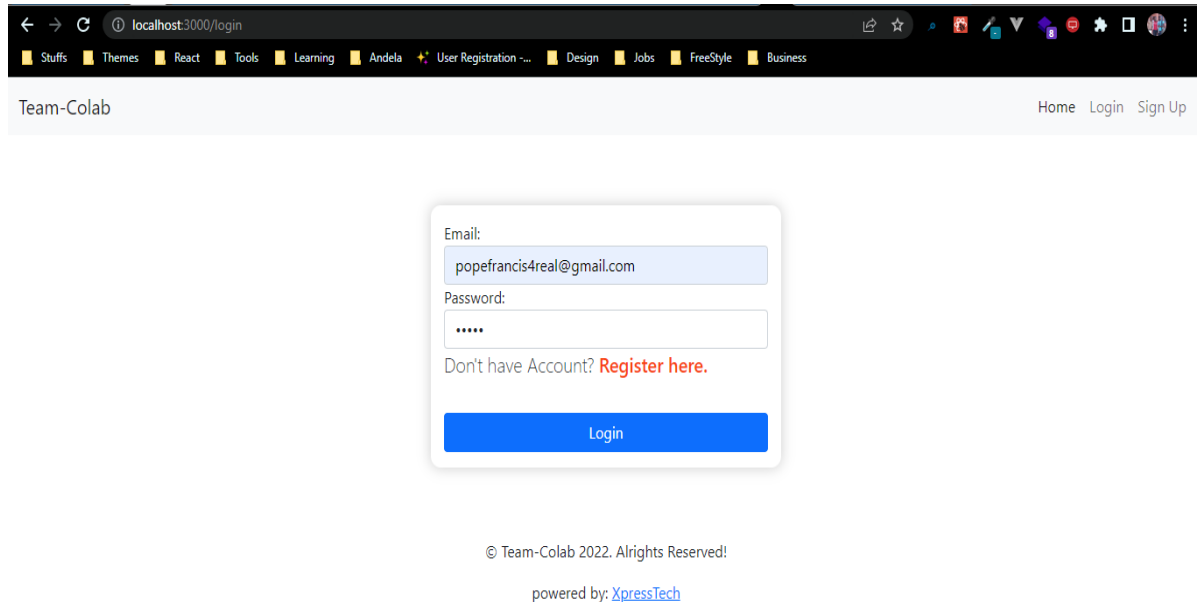 localhost:3000/login
8
Stuffs Themes React Tools Learning Andela User Registration -... Design Jobs FreeStyle Business
Team-Colab Home Login Sign Up
Email:
popefrancis4real@gmail.com
Password:
•••••
Don't have Account? Register here.
Login
© Team-Colab 2022. Alrights Reserved!
powered by: XpressTech